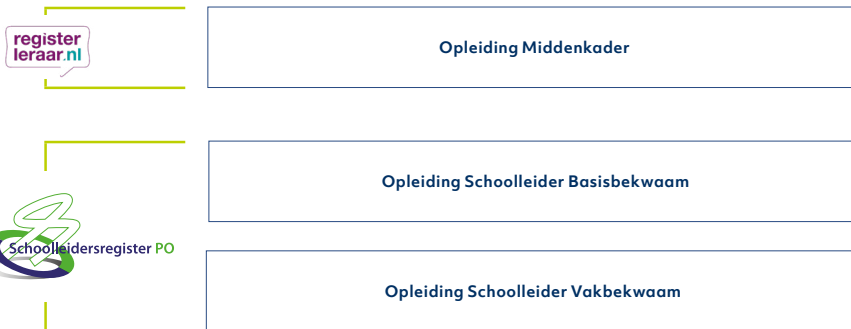 register
leraar.nl
Opleiding Middenkader
Opleiding Schoolleider Basisbekwaam
Schoolleidersregister PO
Opleiding Schoolleider Vakbekwaam